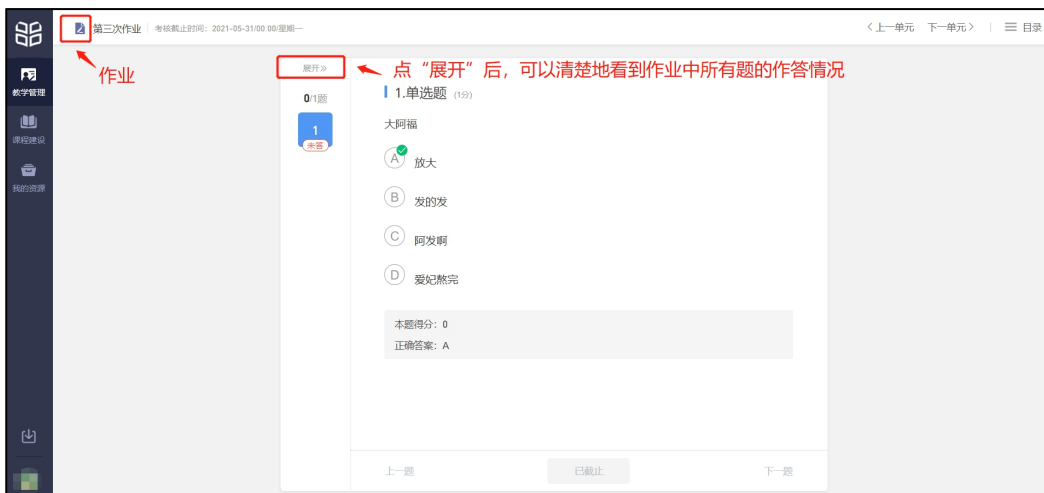 第三次作业 考核截止时间：2021-05-31/00:00/星期一
〈上一单元 下一单元〉 | 三 目录
作业
展开》
点“展开”后，可以清楚地看到作业中所有题的作答情况
教学管理
课程建设
我的资源
0/1题
1
未答
1.单选题 (1分)
大阿福
A 放大
B 发的发
C 阿发啊
D 爱妃熬完
本题得分：0
正确答案：A
上一题 已截止 下一题